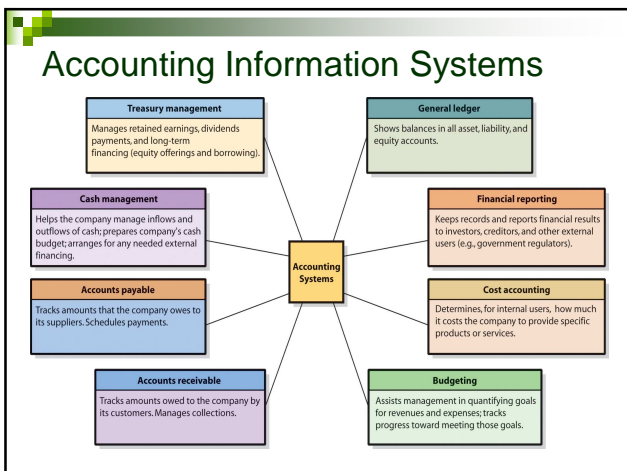 Accounting Information Systems
Treasury management
Manages retained earnings, dividends
payments, and long-term
financing (equity offerings and borrowing).
General ledger
Shows balances in all asset, liability, and
equity accounts.
Cash management
Helps the company manage inflows and
outflows of cash; prepares company's cash
budget; arranges for any needed external
financing.
Financial reporting
Keeps records and reports financial results
to investors, creditors, and other external
users (e.g., government regulators).
Accounting
Systems
Accounts payable
Tracks amounts that the company owes to
its suppliers. Schedules payments.
Cost accounting
Determines, for internal users, how much
it costs the company to provide specific
products or services.
Accounts receivable
Tracks amounts owed to the company by
its customers. Manages collections.
Budgeting
Assists management in quantifying goals
for revenues and expenses; tracks
progress toward meeting those goals.